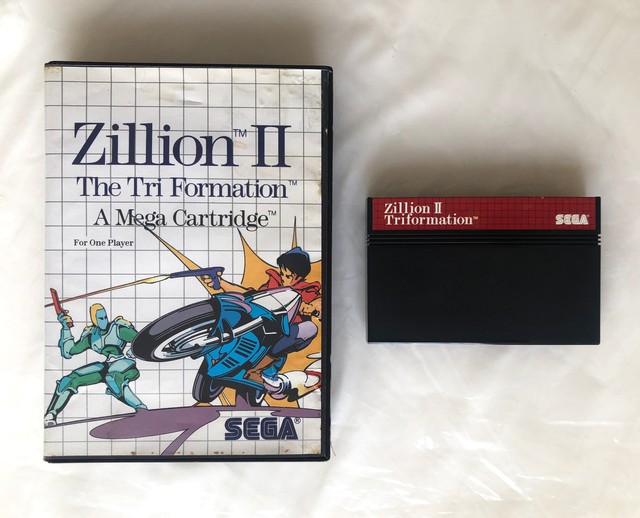 Zillion™ II
The Tri Formation™
A Mega Cartridge™
For One Player
SEGA®
Zillion II
Triformation™
SEGA®